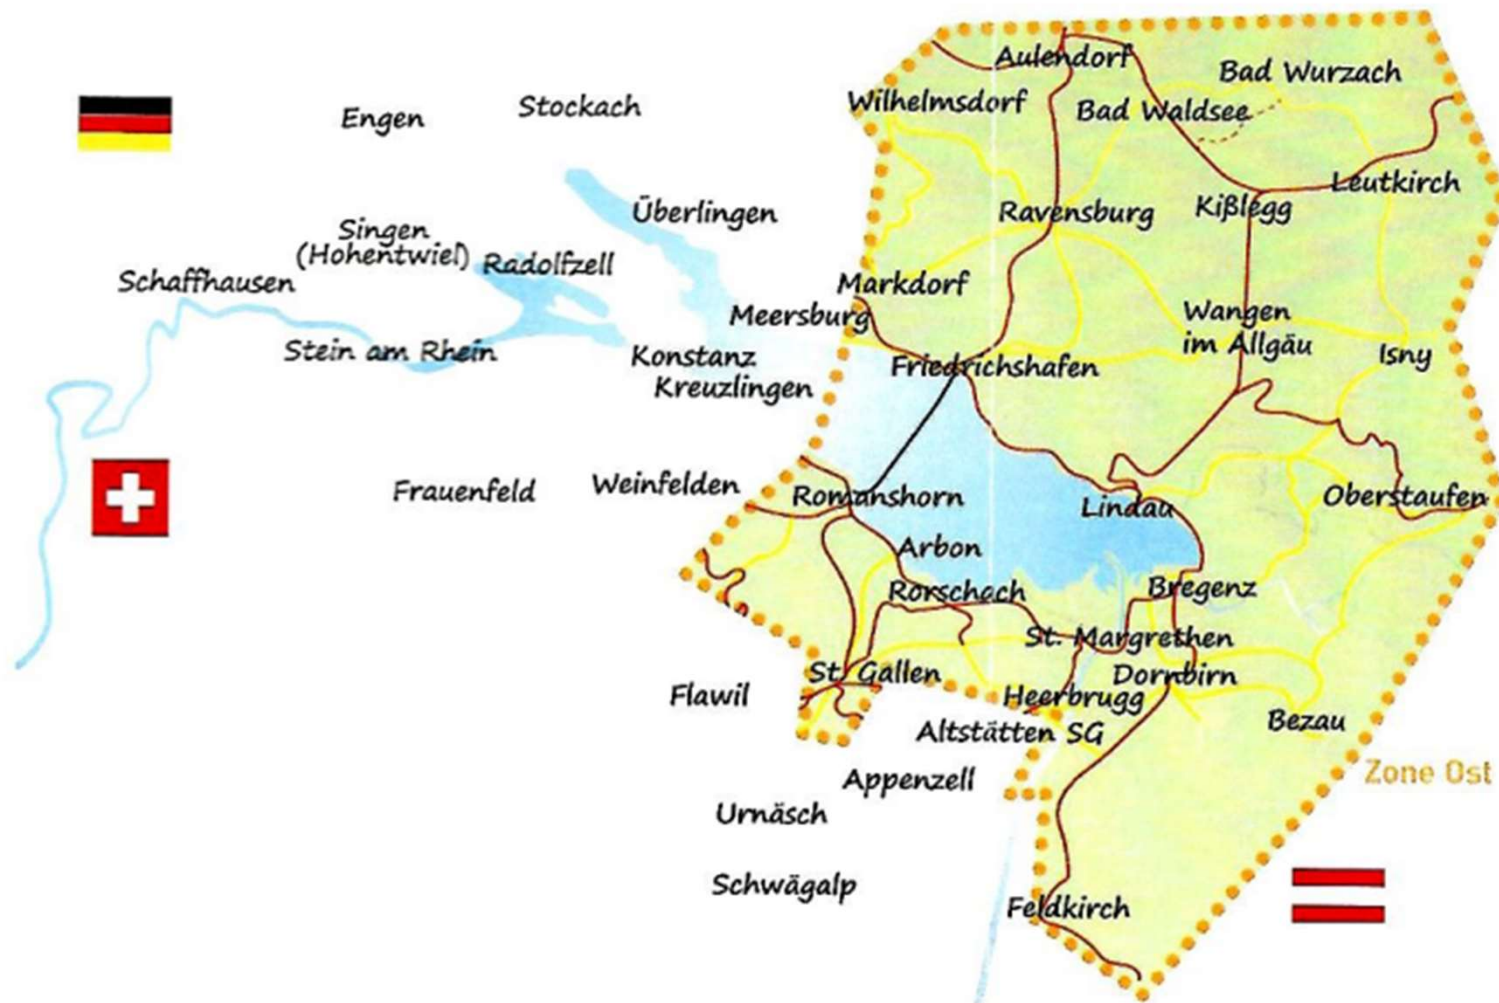 Aulendorf
Bad Wurzach
Wilhelmsdorf
Bad Waldsee
Engen
Stockach
Leutkirch
Überlingen
Ravensburg
Kißlegg
Singen
(Hohentwiel)
Radolfzell
Schaffhausen
Markdorf
Meersburg
Wangen
im Allgäu
Stein am Rhein
Konstanz
Isny
Friedrichshafen
Kreuzlingen
Frauenfeld
Weinfelden
Romanshorn
Lindau
Oberstaufen
Arbon
Rorschach
Bregenz
St. Margrethen
St. Gallen
Dornbirn
Flawil
Heerbrugg
Bezau
Altstätten SG
Zone Ost
Appenzell
Urnäsch
Schwägalp
Feldkirch